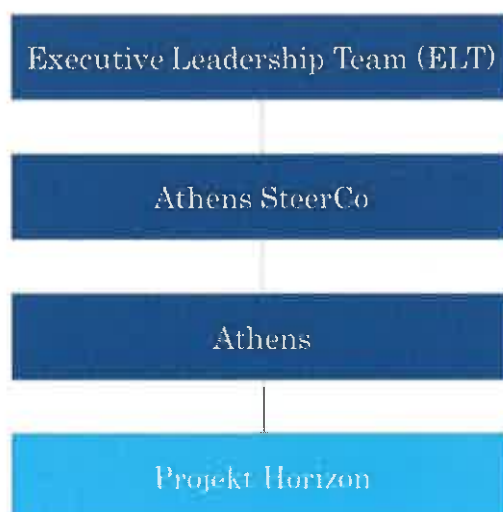 Executive Leadership Team (ELT)
Athens SteerCo
Athens
Projekt Horizon